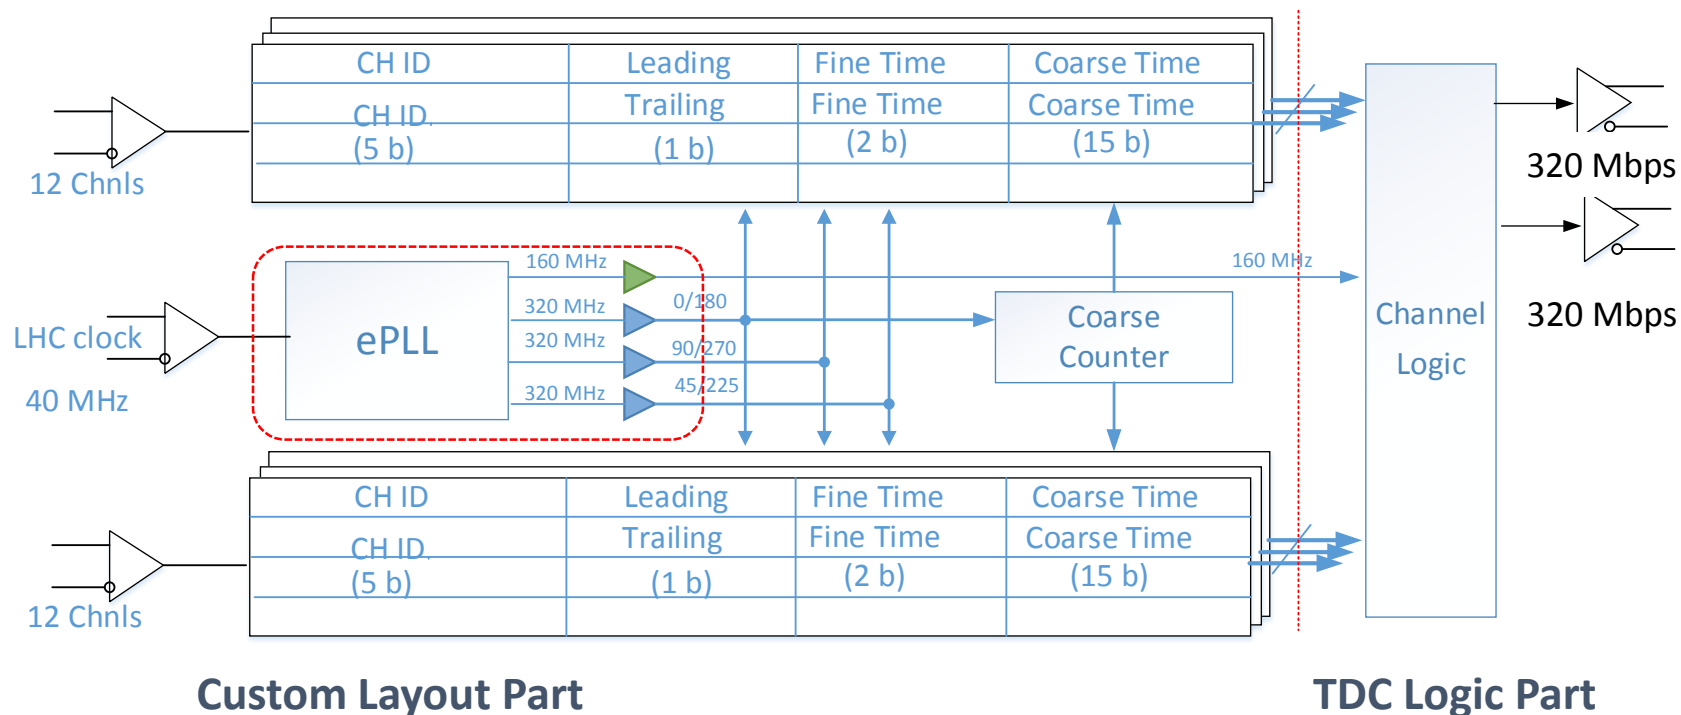 CH ID Leading Fine Time Coarse Time
CH ID. Trailing Fine Time Coarse Time
(5 b) (1 b) (2 b) (15 b)
12 Chnls
320 Mbps
160 MHz
160 MHz
320 MHz
0/180
320 MHz
90/270
320 MHz
45/225
LHC clock
40 MHz
ePLL
Coarse
Counter
Channel
Logic
320 Mbps
CH ID Leading Fine Time Coarse Time
CH ID. Trailing Fine Time Coarse Time
(5 b) (1 b) (2 b) (15 b)
12 Chnls
Custom Layout Part
TDC Logic Part